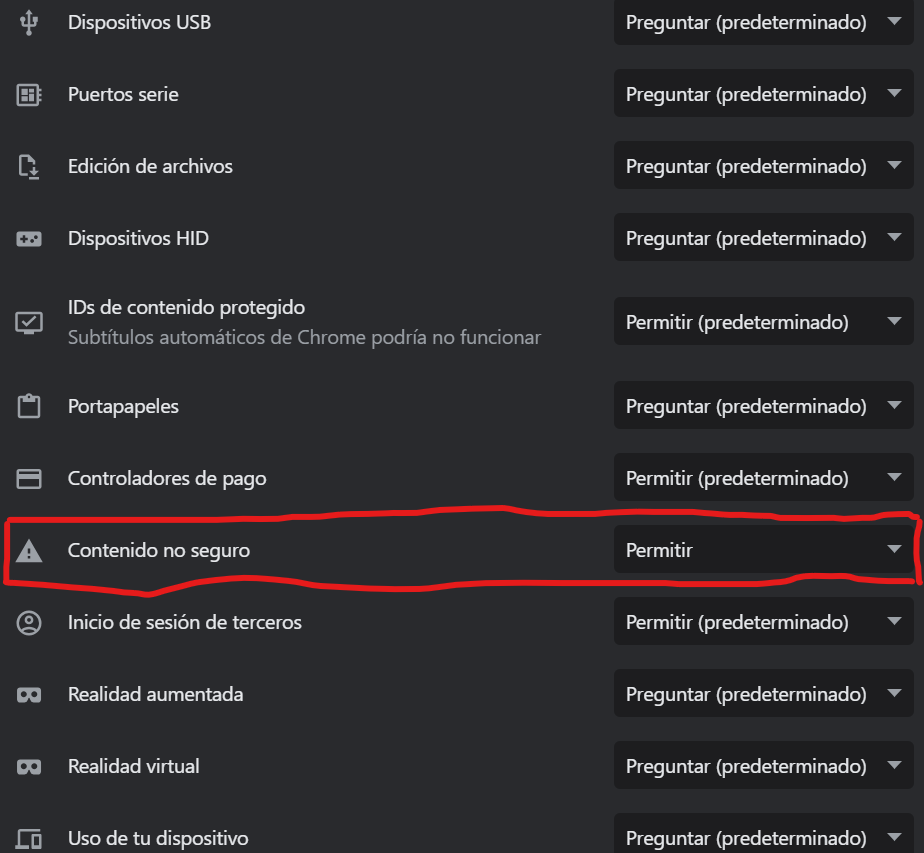 Dispositivos USB
Preguntar (predeterminado)
Puertos serie
Preguntar (predeterminado)
Edición de archivos
Preguntar (predeterminado)
Dispositivos HID
Preguntar (predeterminado)
IDs de contenido protegido
Subtítulos automáticos de Chrome podría no funcionar
Permitir (predeterminado)
Portapapeles
Preguntar (predeterminado)
Controladores de pago
Permitir (predeterminado)
Contenido no seguro
Permitir
Inicio de sesión de terceros
Permitir (predeterminado)
Realidad aumentada
Preguntar (predeterminado)
Realidad virtual
Preguntar (predeterminado)
Uso de tu dispositivo
Preguntar (predeterminado)